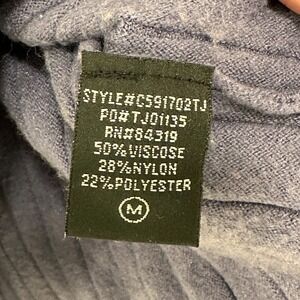 STYLE#C591702TJ
PO#TJ01135
RN#84319
50%VISCOSE
28%NYLON
22%POLYESTER
M